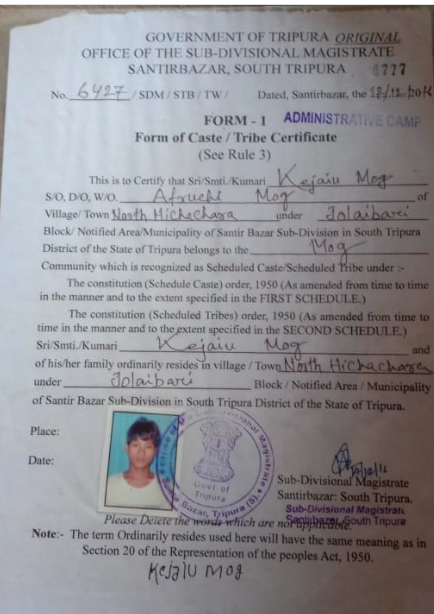 GOVERNMENT OF TRIPURA ORIGINAL
OFFICE OF THE SUB-DIVISIONAL MAGISTRATE
SANTIRBAZAR, SOUTH TRIPURA 0727
No. 6427 / SDM / STB / TW / Dated, Santirbazar, the 18/12/2016
FORM - 1 ADMINISTRATIVE CAMP
Form of Caste / Tribe Certificate
(See Rule 3)
This is to Certify that Sri/Smti./Kumari Kejaiu Mog
S/O, D/O, W/O. Afruchi Mog of
Village/ Town North Hichachara under Jolaibari
Block/ Notified Area/Municipality of Santir Bazar Sub-Division in South Tripura
District of the State of Tripura belongs to the Mog
Community which is recognized as Scheduled Caste/Scheduled Tribe under :-
The constitution (Schedule Caste) order, 1950 (As amended from time to time
in the manner and to the extent specified in the FIRST SCHEDULE.)
The constitution (Scheduled Tribes) order, 1950 (As amended from time to
time in the manner and to the extent specified in the SECOND SCHEDULE.)
Sri/Smti./Kumari Kejaiu Mog and
of his/her family ordinarily resides in village / Town North Hichachara
under Jolaibari Block / Notified Area / Municipality
of Santir Bazar Sub-Division in South Tripura District of the State of Tripura.
Place:
Date:
Sub-Divisional Magistrate
Govt. of
Tripura
Bazar, Tripura (S)
Sub-Divisional Magistrate
Santirbazar: South Tripura.
Sub-Divisional Magistrate
Santirbazar, South Tripura
Please Delete the words which are not applicable.
Note:- The term Ordinarily resides used here will have the same meaning as in
Section 20 of the Representation of the peoples Act, 1950.
Kejaiu Mog